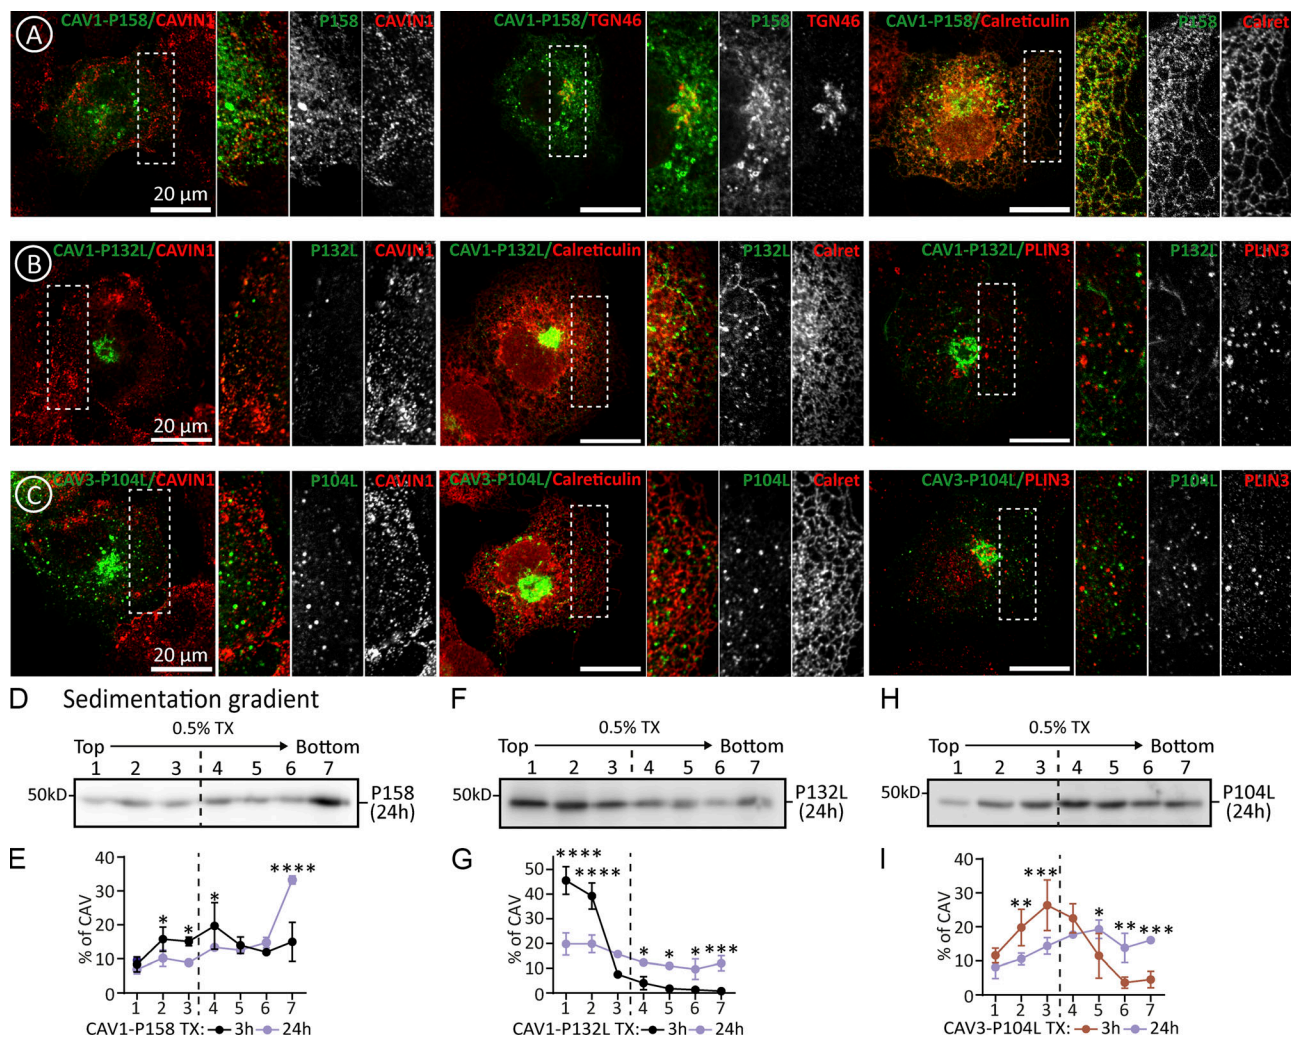 A
CAV1-P158/CAVIN1
P158
CAVIN1
20 µm
CAV1-P158/TGN46
P158
TGN46
CAV1-P158/Calreticulin
P158
Calret
B
CAV1-P132L/CAVIN1
P132L
CAVIN1
20 µm
CAV1-P132L/Calreticulin
P132L
Calret
CAV1-P132L/PLIN3
P132L
PLIN3
C
CAV3-P104L/CAVIN1
P104L
CAVIN1
20 µm
CAV3-P104L/Calreticulin
P104L
Calret
CAV3-P104L/PLIN3
P104L
PLIN3
D Sedimentation gradient
0.5% TX
Top Bottom
1 2 3 4 5 6 7
50kD
P158
(24h)
F
0.5% TX
Top Bottom
1 2 3 4 5 6 7
50kD
P132L
(24h)
H
0.5% TX
Top Bottom
1 2 3 4 5 6 7
50kD
P104L
(24h)
E
% of CAV
40
30
20
10
0
* * * ****
1 2 3 4 5 6 7
CAV1-P158 TX: 3h 24h
G
% of CAV
50
40
30
20
10
0
**** **** * * **** 
1 2 3 4 5 6 7
CAV1-P132L TX: 3h 24h
I
% of CAV
40
30
20
10
0
** *** * ** ***
1 2 3 4 5 6 7
CAV3-P104L TX: 3h 24h